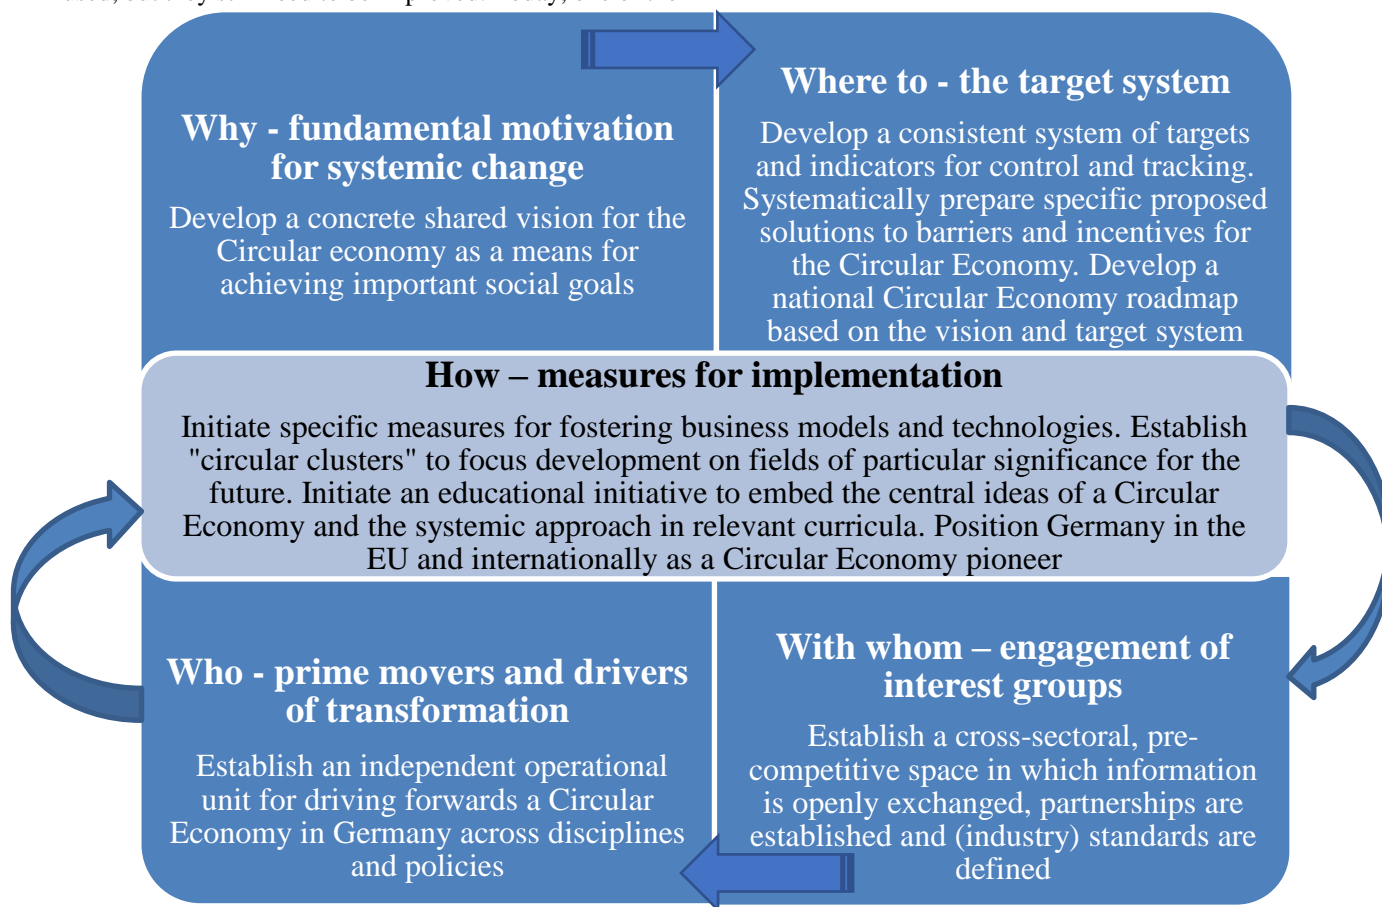 Why - fundamental motivation
for systemic change
Develop a concrete shared vision for the
Circular economy as a means for
achieving important social goals
Where to - the target system
Develop a consistent system of targets
and indicators for control and tracking.
Systematically prepare specific proposed
solutions to barriers and incentives for
the Circular Economy. Develop a
national Circular Economy roadmap
based on the vision and target system
How – measures for implementation
Initiate specific measures for fostering business models and technologies. Establish
"circular clusters" to focus development on fields of particular significance for the
future. Initiate an educational initiative to embed the central ideas of a Circular
Economy and the systemic approach in relevant curricula. Position Germany in the
EU and internationally as a Circular Economy pioneer
Who - prime movers and drivers
of transformation
Establish an independent operational
unit for driving forwards a Circular
Economy in Germany across disciplines
and policies
With whom – engagement of
interest groups
Establish a cross-sectoral, pre-
competitive space in which information
is openly exchanged, partnerships are
established and (industry) standards are
defined